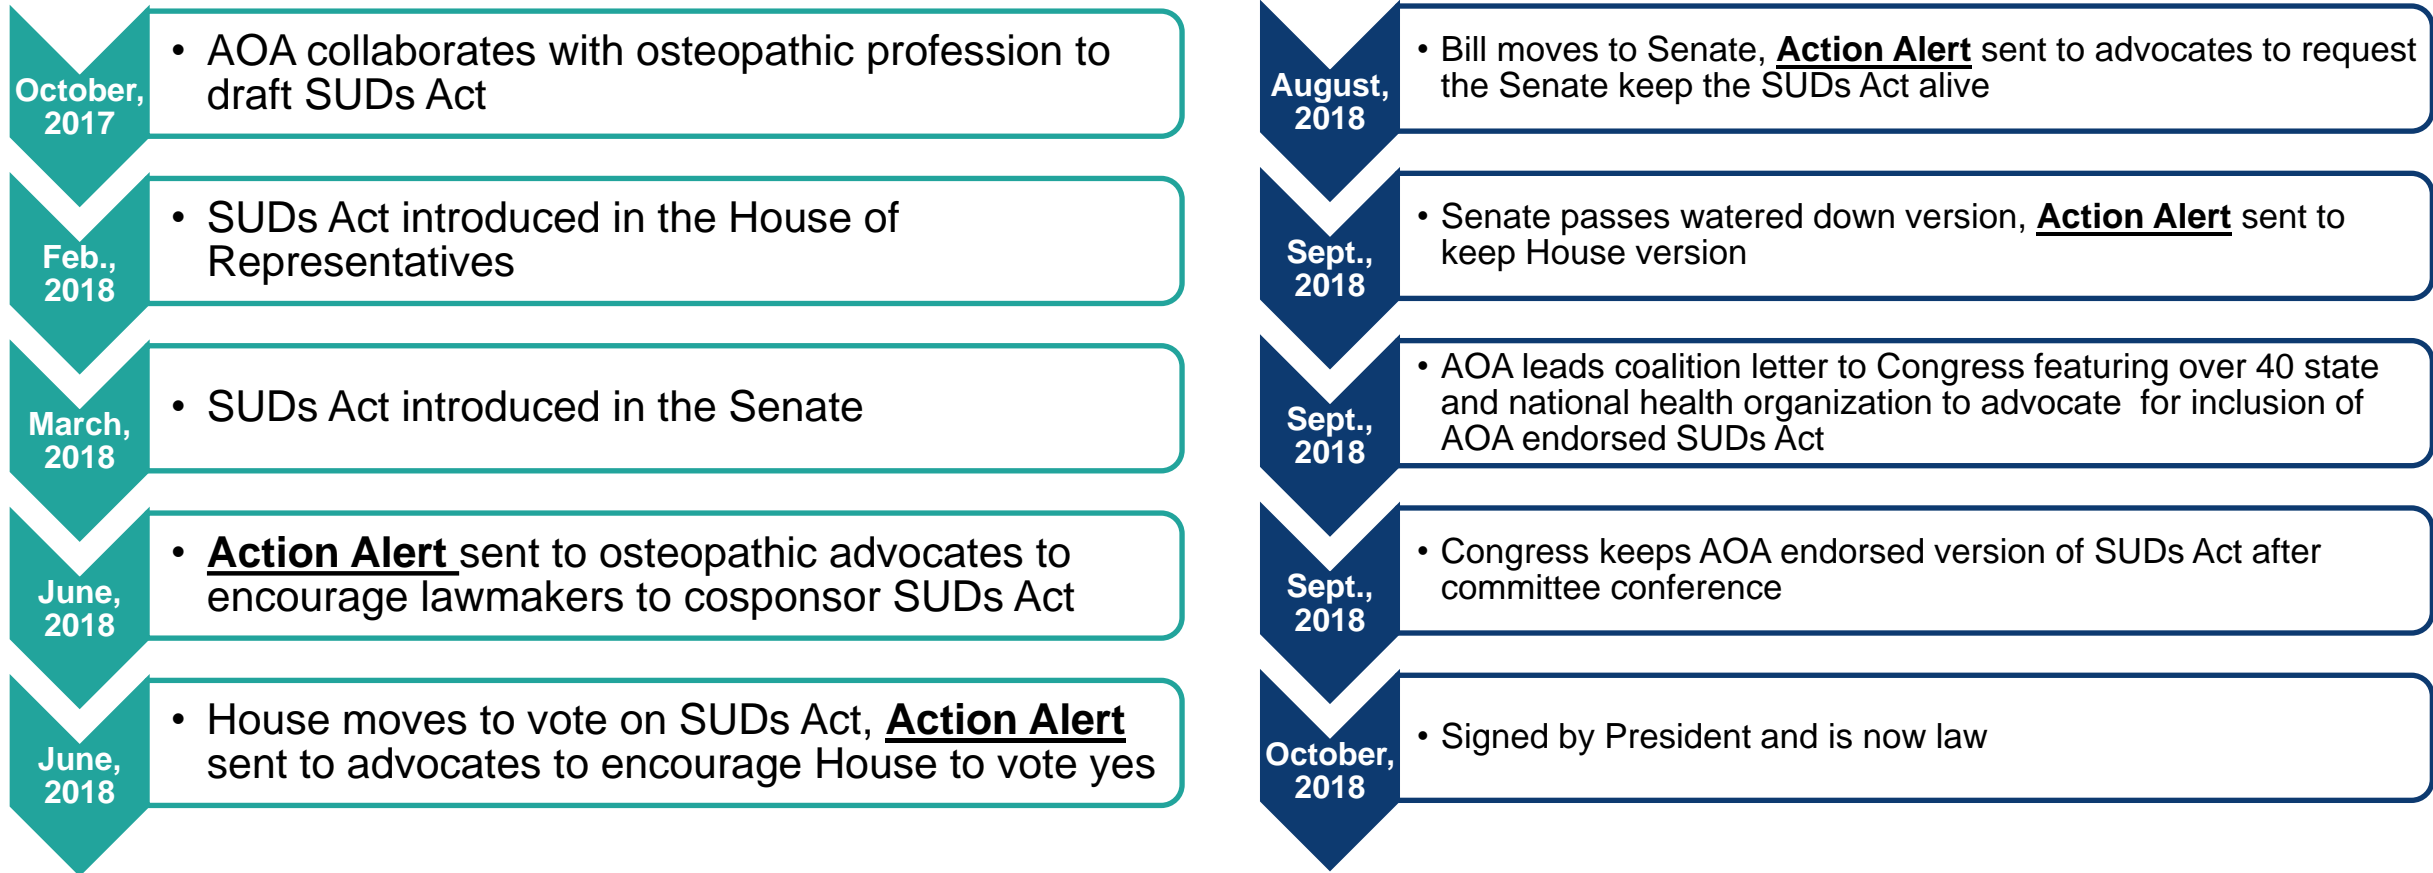 October,
2017
• AOA collaborates with osteopathic profession to
draft SUDs Act
Feb.,
2018
• SUDs Act introduced in the House of
Representatives
March,
2018
• SUDs Act introduced in the Senate
June,
2018
• Action Alert sent to osteopathic advocates to
encourage lawmakers to cosponsor SUDs Act
June,
2018
• House moves to vote on SUDs Act, Action Alert
sent to advocates to encourage House to vote yes
August,
2018
• Bill moves to Senate, Action Alert sent to advocates to request
the Senate keep the SUDs Act alive
Sept.,
2018
• Senate passes watered down version, Action Alert sent to
keep House version
Sept.,
2018
• AOA leads coalition letter to Congress featuring over 40 state
and national health organization to advocate  for inclusion of
AOA endorsed SUDs Act
Sept.,
2018
• Congress keeps AOA endorsed version of SUDs Act after
committee conference
October,
2018
• Signed by President and is now law